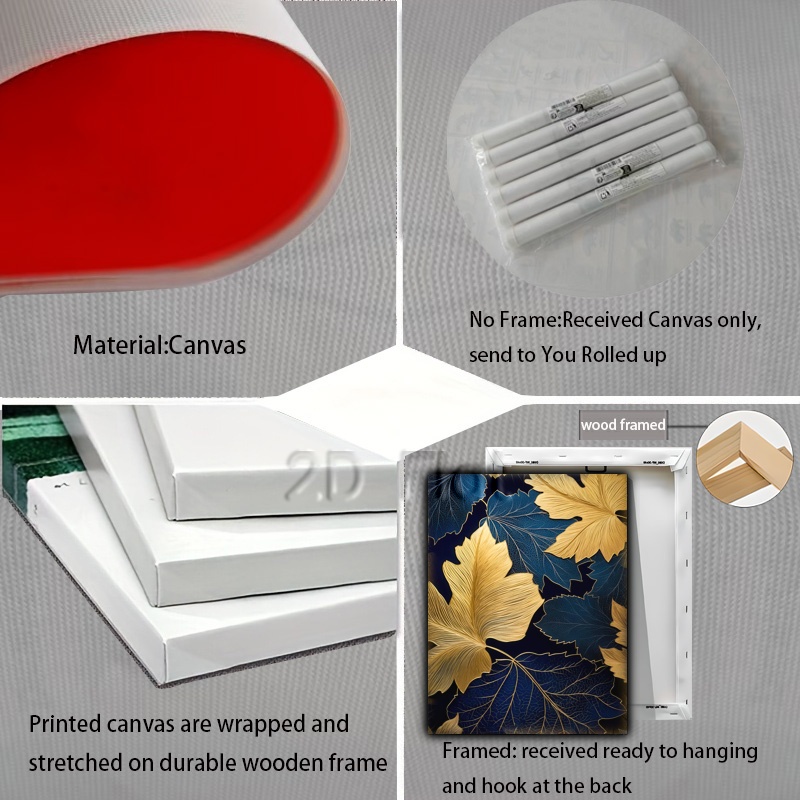 Material:Canvas
No Frame:Received Canvas only,
send to You Rolled up
2D
wood framed
Printed canvas are wrapped and
stretched on durable wooden frame
Framed: received ready to hanging
and hook at the back